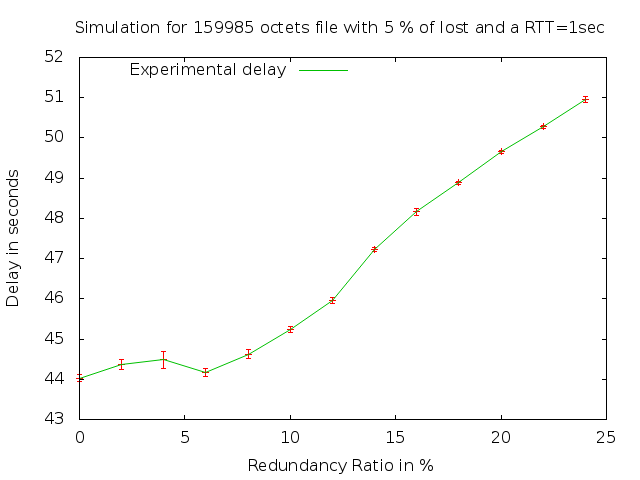 Simulation for 159985 octets file with 5 % of lost and a RTT=1sec
Experimental delay
52
51
50
49
48
47
46
45
44
43
Delay in seconds
0 5 10 15 20 25
Redundancy Ratio in %